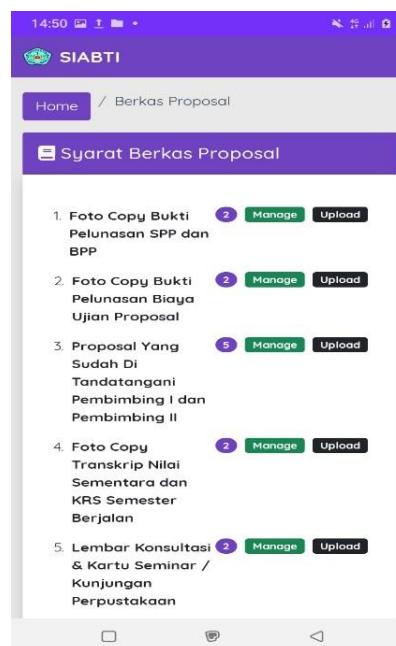 14:50
SIABTI
Home / Berkas Proposal
Syarat Berkas Proposal
1. Foto Copy Bukti 2 Manage Upload
Pelunasan SPP dan
BPP
2. Foto Copy Bukti 2 Manage Upload
Pelunasan Biaya
Ujian Proposal
3. Proposal Yang 5 Manage Upload
Sudah Di
Tandatangani
Pembimbing I dan
Pembimbing II
4. Foto Copy 2 Manage Upload
Transkrip Nilai
Sementara dan
KRS Semester
Berjalan
5. Lembar Konsultasi 2 Manage Upload
& Kartu Seminar /
Kunjungan
Perpustakaan